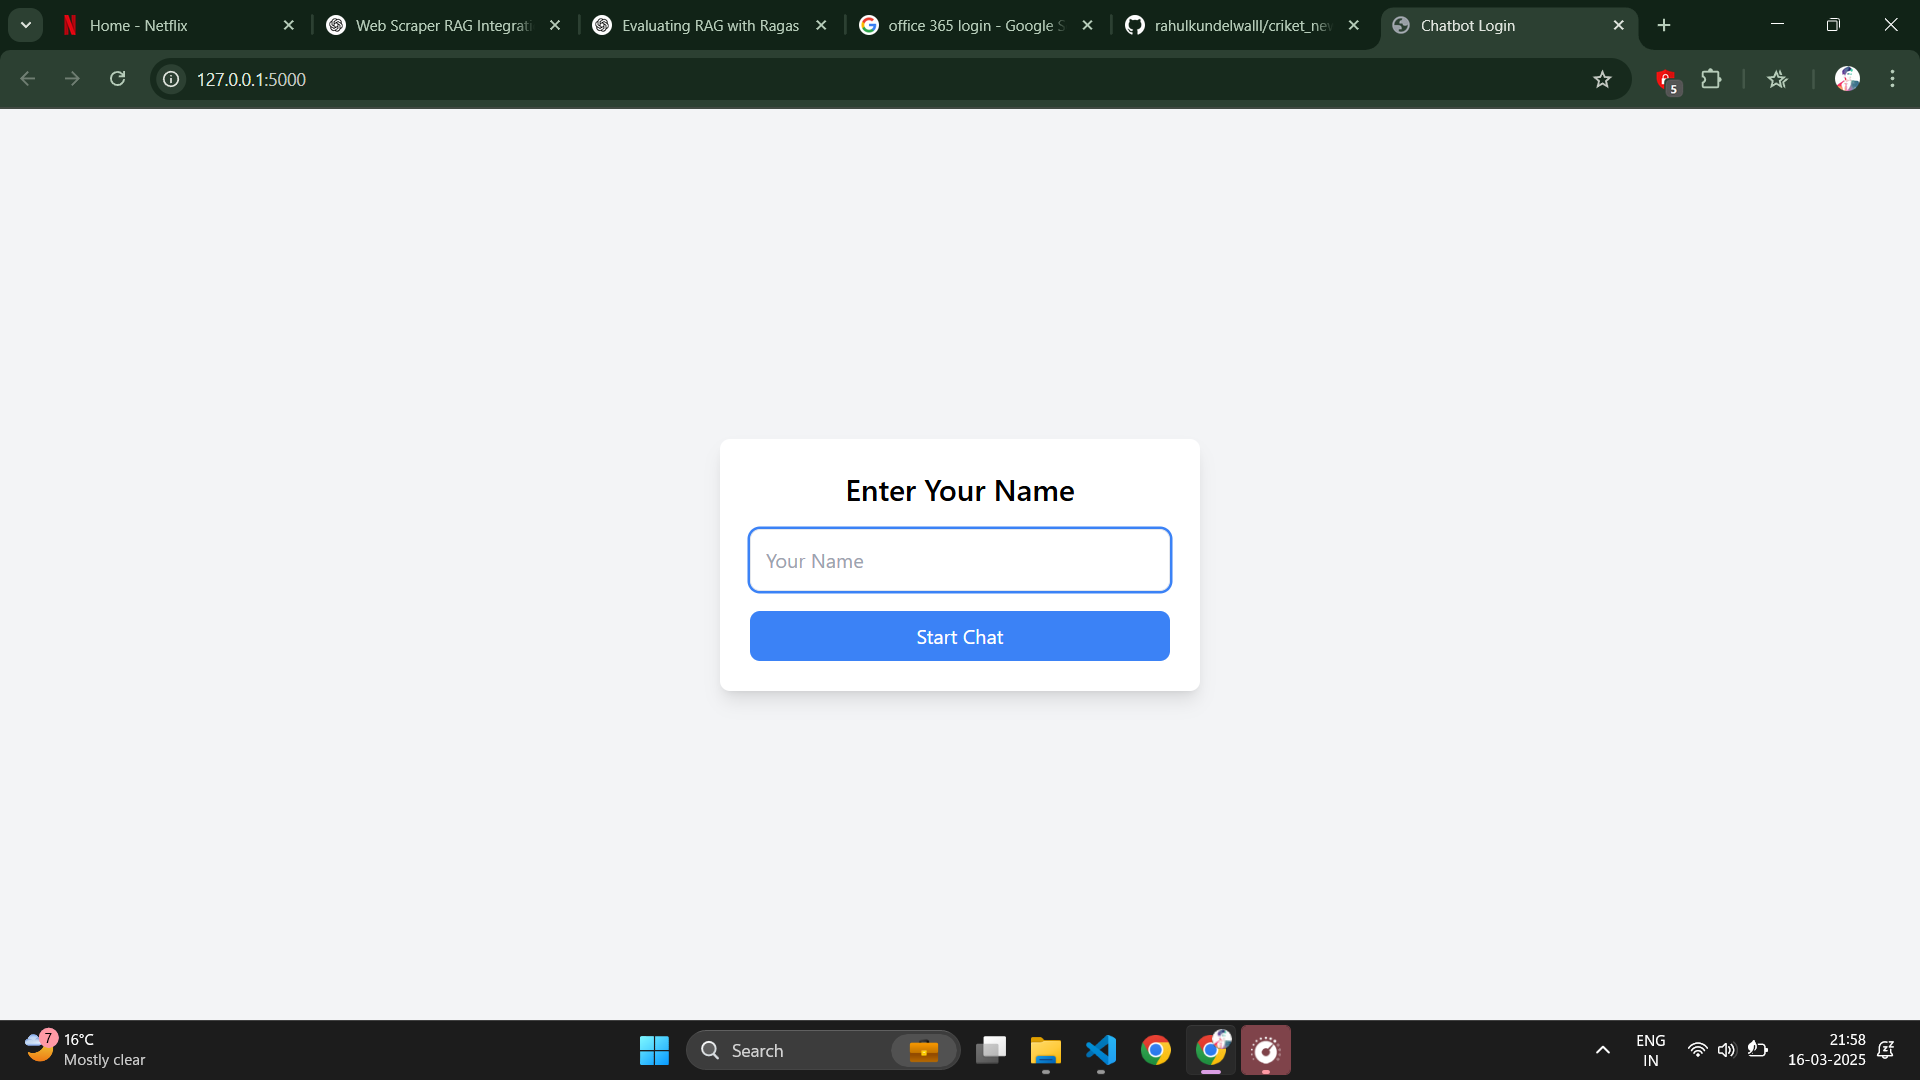 Home - Netflix
Web Scraper RAG Integrati
Evaluating RAG with Ragas
office 365 login - Google S
rahulkundelwalll/criket_nev
Chatbot Login
127.0.0.1:5000
5
Enter Your Name
Your Name
Start Chat
7
16°C
Mostly clear
Search
ENG
IN
21:58
16-03-2025